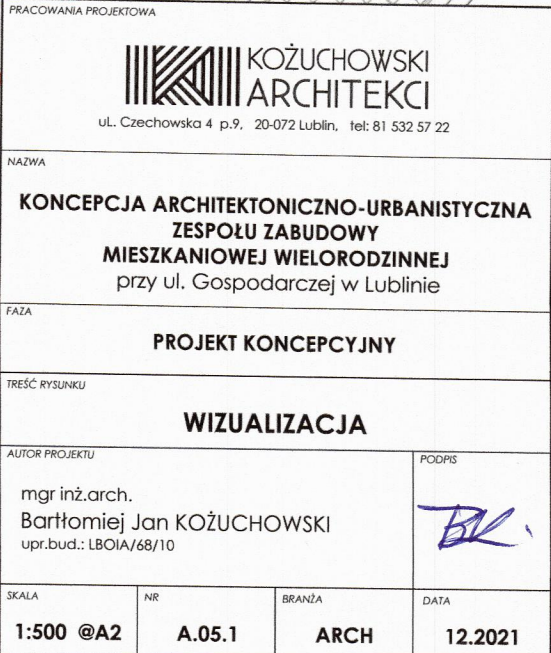 PRACOWANIA PROJEKTOWA
KOŻUCHOWSKI
ARCHITEKCI
uL. Czechowska 4 p.9, 20-072 Lublin, tel: 81 532 57 22
NAZWA
KONCEPCJA ARCHITEKTONICZNO-URBANISTYCZNA
ZESPOŁU ZABUDOWY
MIESZKANIOWEJ WIELORODZINNEJ
przy ul. Gospodarczej w Lublinie
FAZA
PROJEKT KONCEPCYJNY
TREŚĆ RYSUNKU
WIZUALIZACJA
AUTOR PROJEKTU
PODPIS
mgr inż.arch.
Bartłomiej Jan KOŻUCHOWSKI
upr.bud.: LBOIA/68/10
SKALA
NR
BRANŻA
DATA
1:500 @A2
A.05.1
ARCH
12.2021